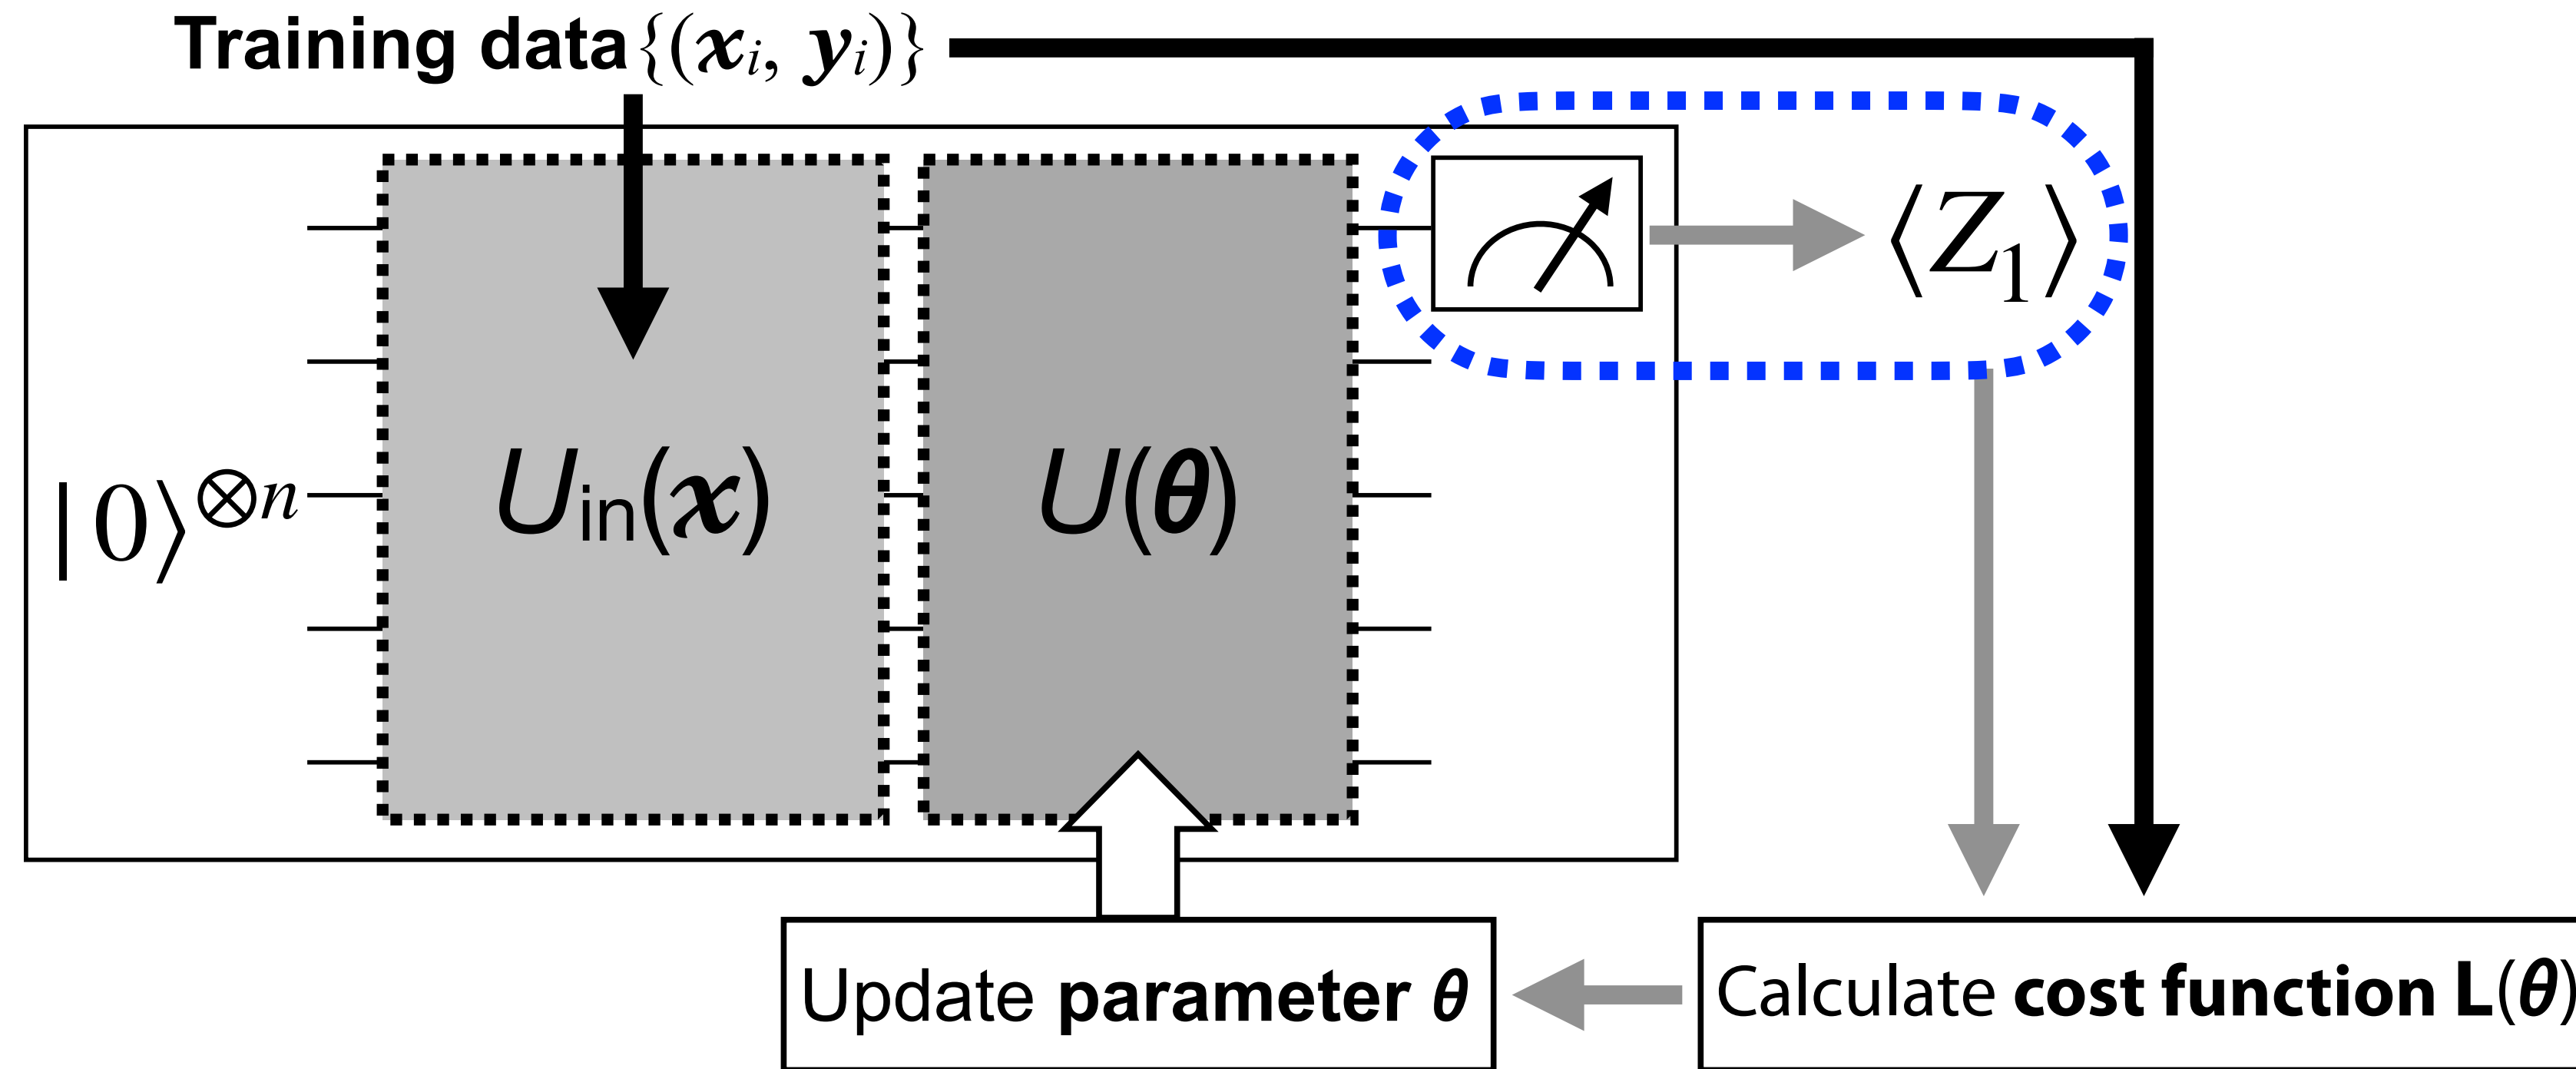 Training data {(xᵢ, yᵢ)}
⟨Z₁⟩
|0⟩⊗ⁿ
Uᵢₙ(x)
U(θ)
Update parameter θ
Calculate cost function L(θ)